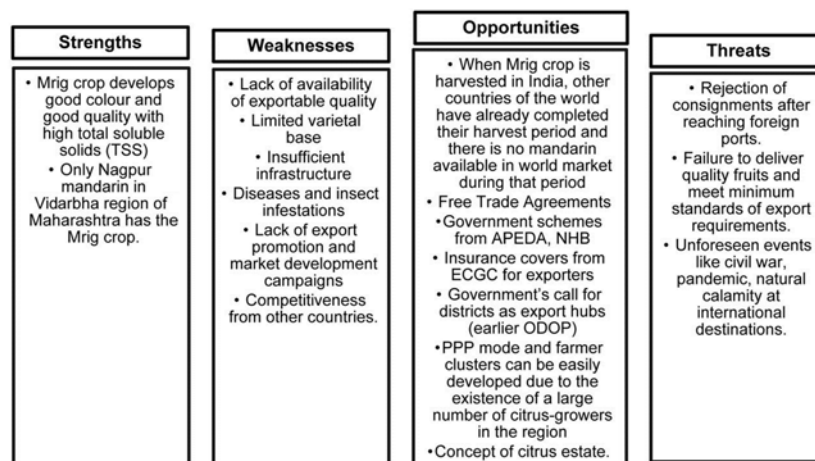 Strengths
• Mrig crop develops
good colour and
good quality with
high total soluble
solids (TSS)
• Only Nagpur
mandarin in
Vidarbha region of
Maharashtra has the
Mrig crop.
Weaknesses
• Lack of availability
of exportable quality
• Limited varietal
base
• Insufficient
infrastructure
• Diseases and insect
infestations
• Lack of export
promotion and
market development
campaigns
• Competitiveness
from other countries.
Opportunities
• When Mrig crop is
harvested in India, other
countries of the world
have already completed
their harvest period and
there is no mandarin
available in world market
during that period
• Free Trade Agreements
•Government schemes
from APEDA, NHB
• Insurance covers from
ECGC for exporters
• Government's call for
districts as export hubs
(earlier ODOP)
•PPP mode and farmer
clusters can be easily
developed due to the
existence of a large
number of citrus-growers
in the region
•Concept of citrus estate.
Threats
• Rejection of
consignments after
reaching foreign
ports.
• Failure to deliver
quality fruits and
meet minimum
standards of export
requirements.
• Unforeseen events
like civil war,
pandemic, natural
calamity at
international
destinations.